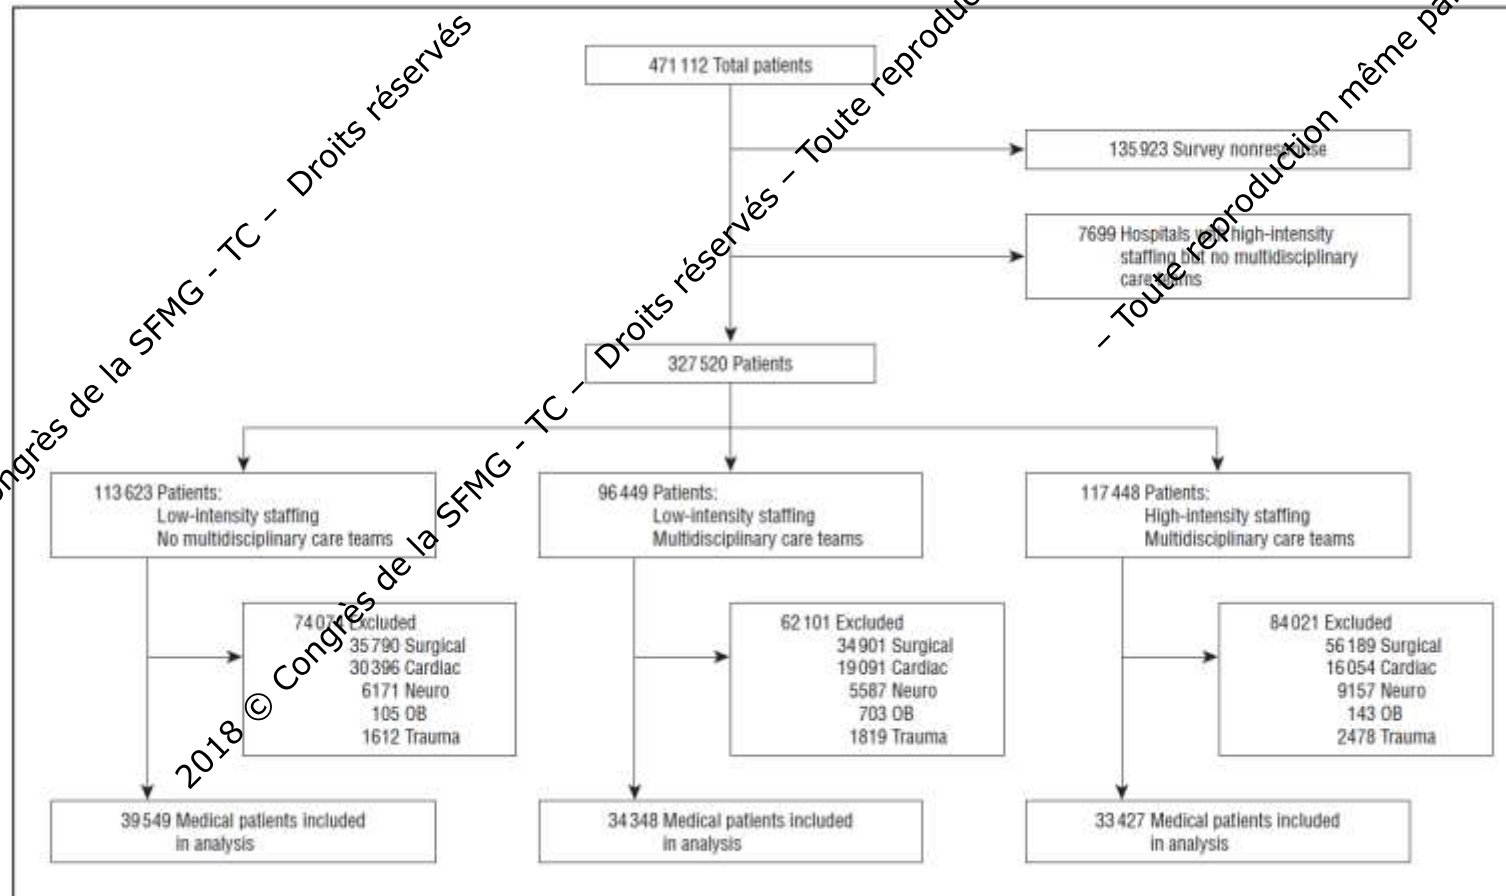 471 112 Total patients
135 923 Survey nonresponse
7699 Hospitals with high-intensity
staffing but no multidisciplinary
care teams
327 520 Patients
113 623 Patients:
Low-intensity staffing
No multidisciplinary care teams
96 449 Patients:
Low-intensity staffing
Multidisciplinary care teams
117 448 Patients:
High-intensity staffing
Multidisciplinary care teams
74 074 Excluded
35 790 Surgical
30 396 Cardiac
6171 Neuro
105 OB
1612 Trauma
62 101 Excluded
34 901 Surgical
19 091 Cardiac
5587 Neuro
703 OB
1819 Trauma
84 021 Excluded
56 189 Surgical
16 054 Cardiac
9157 Neuro
143 OB
2478 Trauma
39 549 Medical patients included
in analysis
34 348 Medical patients included
in analysis
33 427 Medical patients included
in analysis
ongrès de la SFMG - TC – Droits réservés
2018 © Congrès de la SFMG - TC – Droits réservés – Toute reproduc
– Toute reproduction même pa